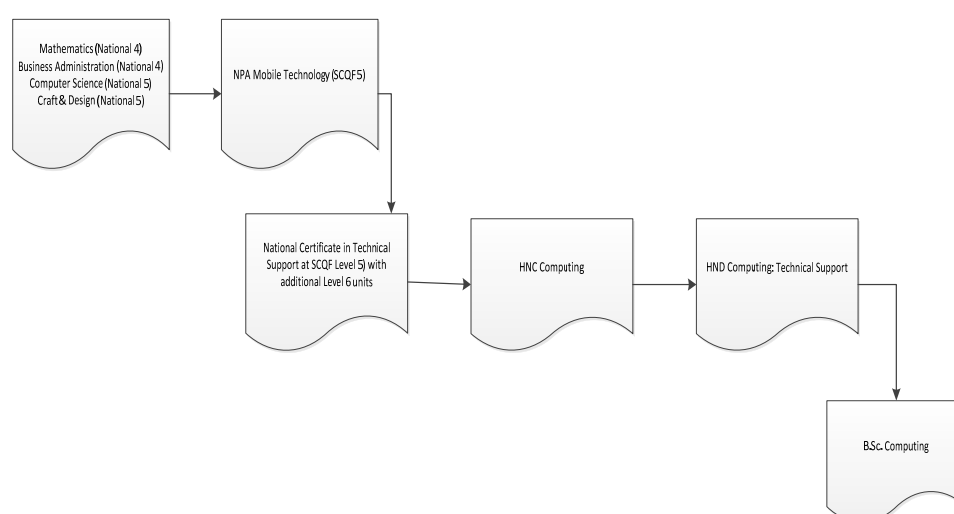 Mathematics (National 4)
Business Administration (National 4)
Computer Science (National 5)
Craft & Design (National 5)
NPA Mobile Technology (SCQF 5)
National Certificate in Technical
Support at SCQF Level 5) with
additional Level 6 units
HNC Computing
HND Computing: Technical Support
B.Sc. Computing